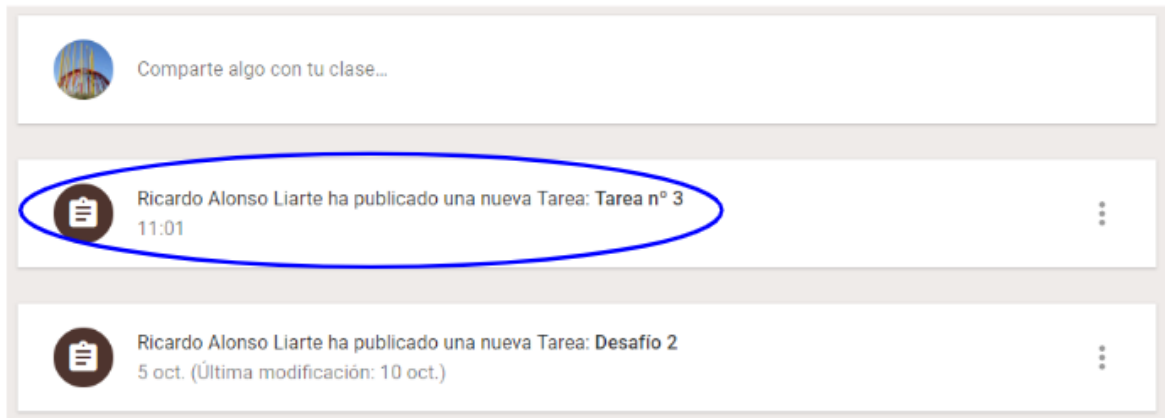 Comparte algo con tu clase…
Ricardo Alonso Liarte ha publicado una nueva Tarea: Tarea nº 3
11:01
Ricardo Alonso Liarte ha publicado una nueva Tarea: Desafío 2
5 oct. (Última modificación: 10 oct.)